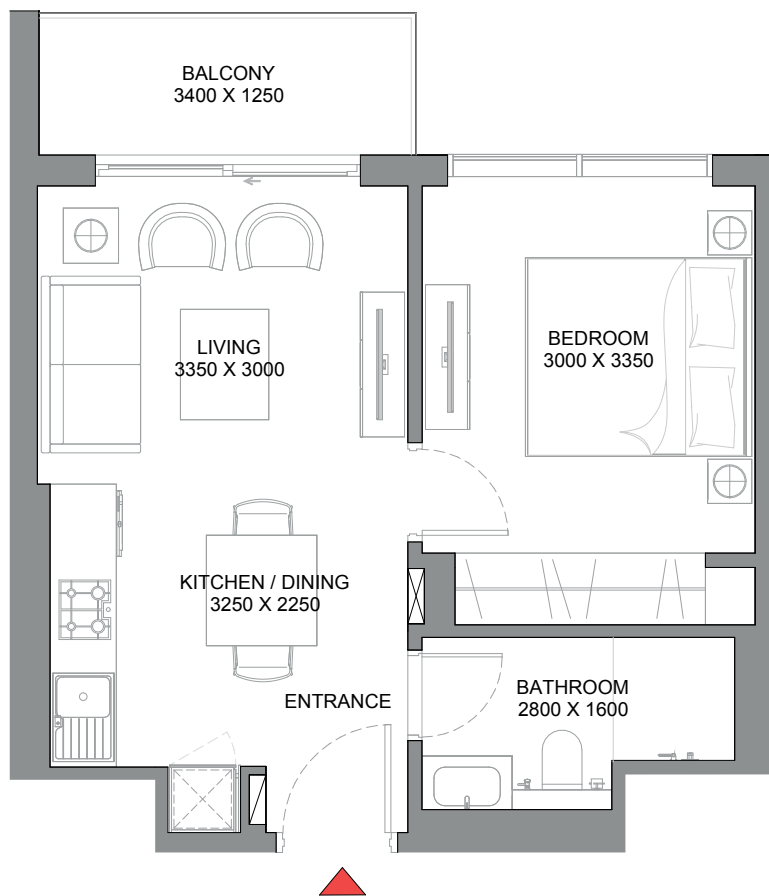 BALCONY
3400 X 1250
LIVING
3350 X 3000
BEDROOM
3000 X 3350
KITCHEN / DINING
3250 X 2250
ENTRANCE
BATHROOM
2800 X 1600